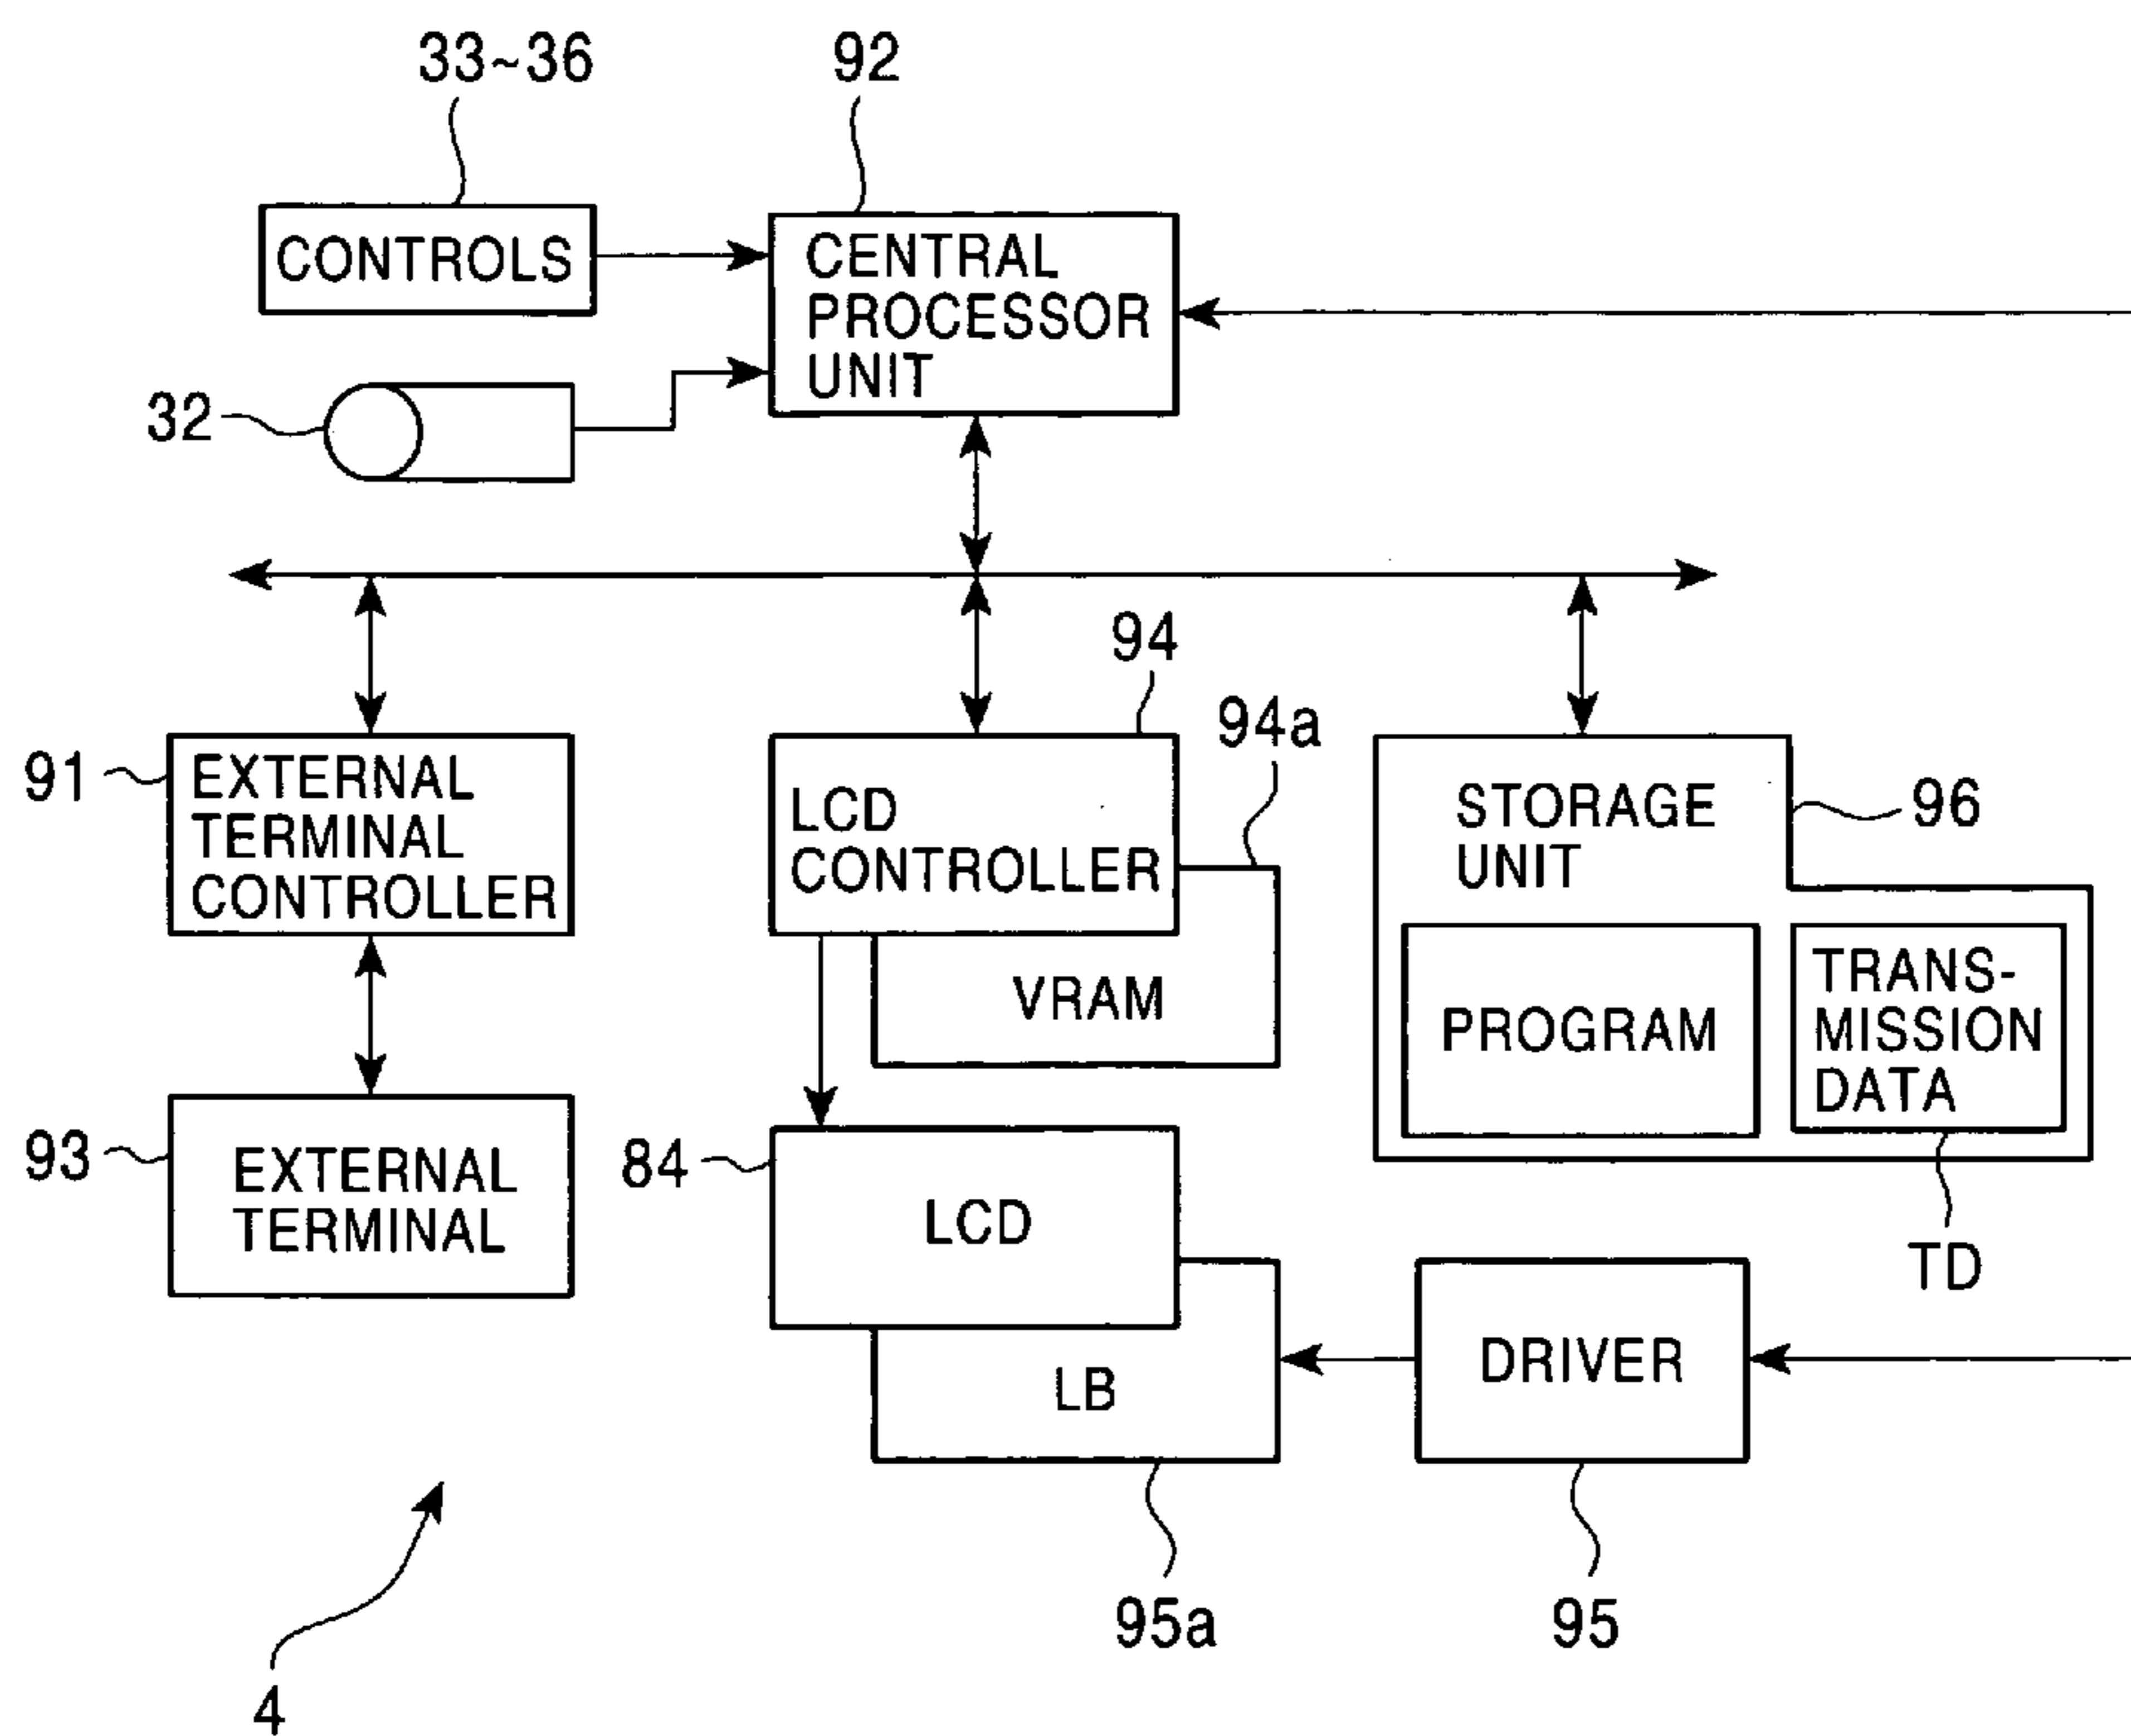 33~36
92
CONTROLS
CENTRAL
PROCESSOR
UNIT
32
94
94a
91
EXTERNAL
TERMINAL
CONTROLLER
LCD
CONTROLLER
VRAM
STORAGE
UNIT
96
PROGRAM
TRANS-
MISSION
DATA
TD
93
EXTERNAL
TERMINAL
84
LCD
LB
DRIVER
95a
95
4